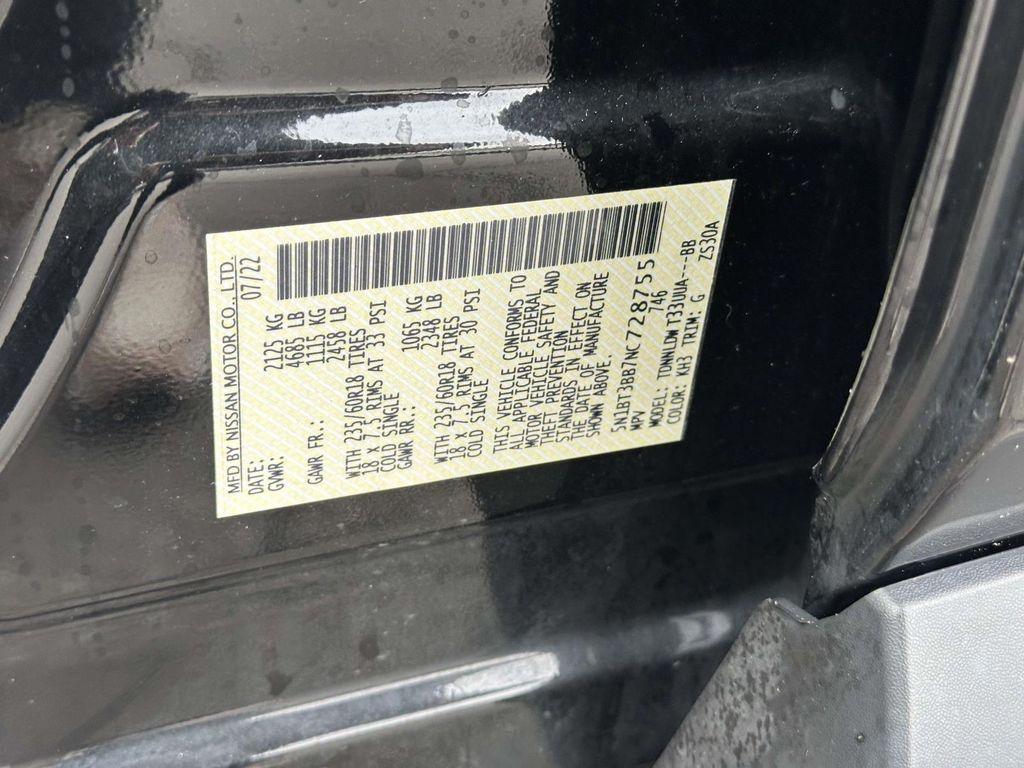 MFD BY NISSAN MOTOR CO., LTD.
DATE: 07/22
GVWR: 2125 KG
4685 LB
GAWR FR.: 1115 KG
2458 LB
WITH 235/60R18 TIRES
18 X 7.5 RIMS AT 33 PSI
COLD SINGLE
GAWR RR.: 1065 KG
2348 LB
WITH 235/60R18 TIRES
18 X 7.5 RIMS AT 30 PSI
COLD SINGLE
THIS VEHICLE CONFORMS TO
ALL APPLICABLE FEDERAL
MOTOR VEHICLE SAFETY AND
THEFT PREVENTION
STANDARDS IN EFFECT ON
THE DATE OF MANUFACTURE
SHOWN ABOVE.
5N1BT3BB7NC728755
MPV 746
MODEL: TDWNLDWT33UUA---BB
COLOR: KH3 TRIM: G ZS30A